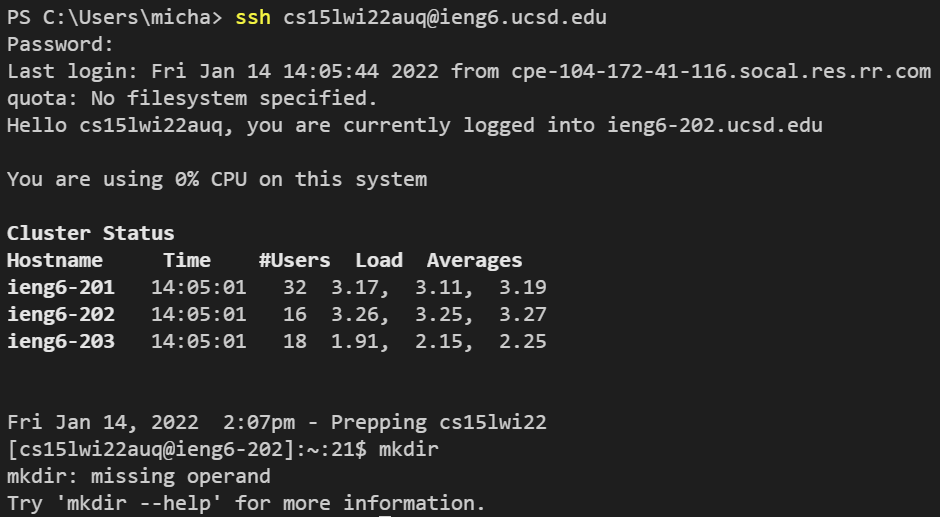 PS C:\Users\micha> ssh cs15lwi22auq@ieng6.ucsd.edu
Password:
Last login: Fri Jan 14 14:05:44 2022 from cpe-104-172-41-116.socal.res.rr.com
quota: No filesystem specified.
Hello cs15lwi22auq, you are currently logged into ieng6-202.ucsd.edu
You are using 0% CPU on this system
Cluster Status
Hostname     Time    #Users  Load  Averages
ieng6-201   14:05:01   32  3.17,  3.11,  3.19
ieng6-202   14:05:01   16  3.26,  3.25,  3.27
ieng6-203   14:05:01   18  1.91,  2.15,  2.25
Fri Jan 14, 2022  2:07pm - Prepping cs15lwi22
[cs15lwi22auq@ieng6-202]:~:21$ mkdir
mkdir: missing operand
Try 'mkdir --help' for more information.